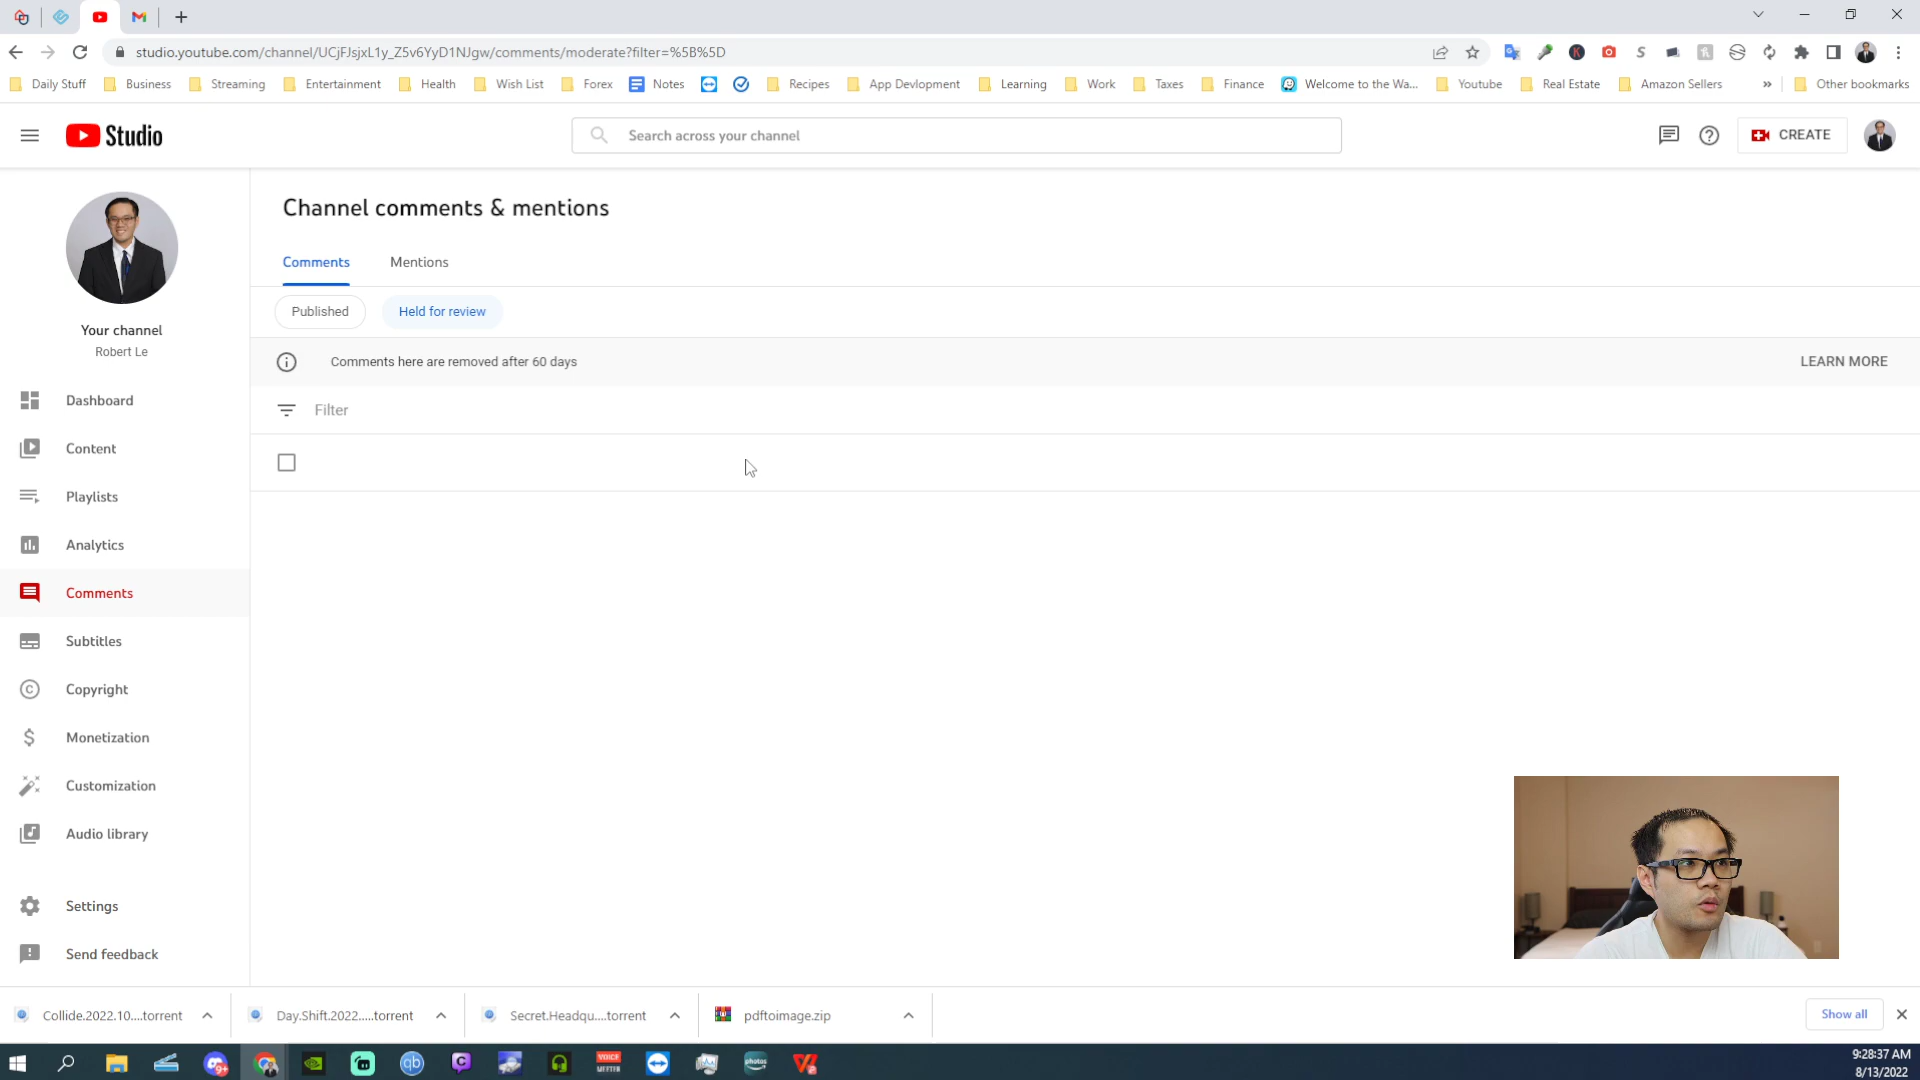 studio.youtube.com/channel/UCjFJsjxL1y_Z5v6YyD1NJgw/comments/moderate?filter=%5B%5D
Daily Stuff Business Streaming Entertainment Health Wish List Forex Notes Recipes App Devlopment Learning Work Taxes Finance Welcome to the Wa... Youtube Real Estate Amazon Sellers » Other bookmarks
Studio
Search across your channel
CREATE
Channel comments & mentions
Comments Mentions
Published Held for review
Comments here are removed after 60 days LEARN MORE
Filter
Your channel
Robert Le
Dashboard
Content
Playlists
Analytics
Comments
Subtitles
Copyright
Monetization
Customization
Audio library
Settings
Send feedback
Collide.2022.10....torrent Day.Shift.2022.....torrent Secret.Headqu....torrent pdftoimage.zip Show all
9:28:37 AM
8/13/2022